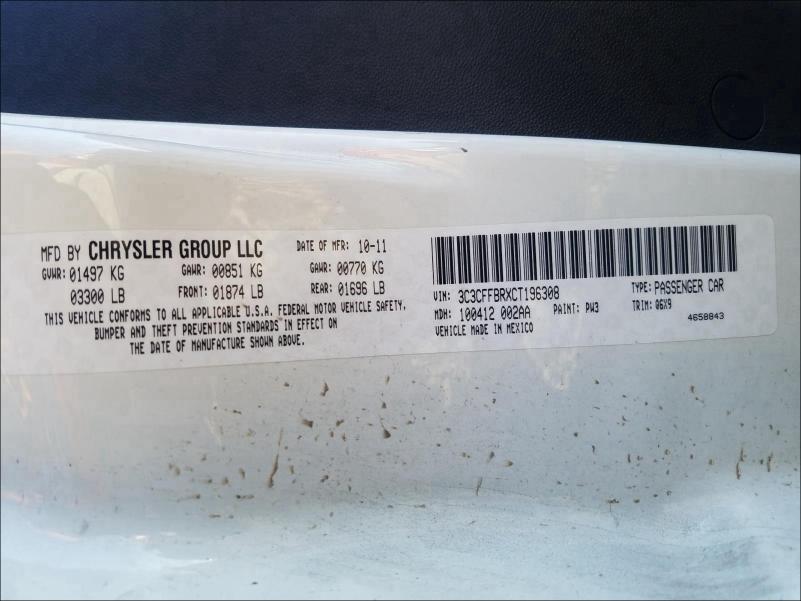 MFD BY CHRYSLER GROUP LLC DATE OF MFR: 10-11
GVWR: 01497 KG GAWR: 00851 KG GAWR: 00770 KG
03300 LB FRONT: 01874 LB REAR: 01696 LB
THIS VEHICLE CONFORMS TO ALL APPLICABLE U.S.A. FEDERAL MOTOR VEHICLE SAFETY,
BUMPER AND THEFT PREVENTION STANDARDS IN EFFECT ON
THE DATE OF MANUFACTURE SHOWN ABOVE.
VIN: 3C3CFFBRXCT196308 TYPE: PASSENGER CAR
MDH: 100412 002AA PAINT: PW3 TRIM: Q6X9
VEHICLE MADE IN MEXICO 4658843